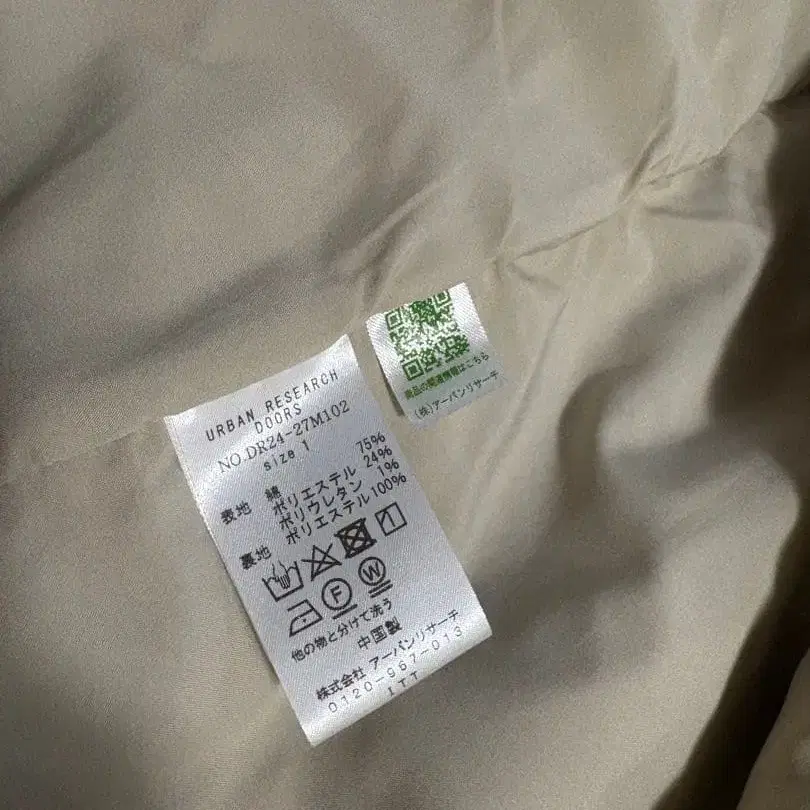 URBAN RESEARCH
DOORS
NO.DR24-27M102
size 1
表地 綿 75%
ポリエステル 24%
ポリウレタン 1%
裏地 ポリエステル 100%
F
W
他の物と分けて洗う
中国製
株式会社 アーバンリサーチ
0120-967-013
ITT
商品の関連情報はこちら
(株)アーバンリサーチ